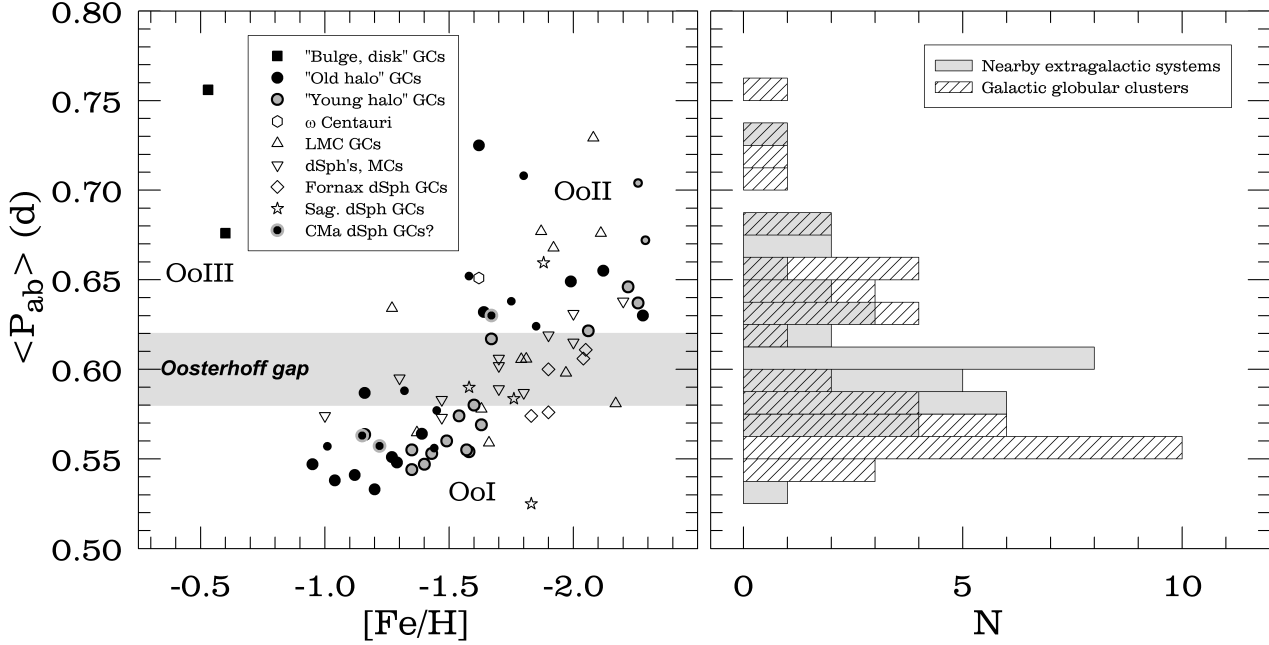 0.80
0.75
0.70
0.65
0.60
0.55
0.50
<P_ab> (d)
"Bulge, disk" GCs
"Old halo" GCs
"Young halo" GCs
ω Centauri
LMC GCs
dSph's, MCs
Fornax dSph GCs
Sag. dSph GCs
CMa dSph GCs?
OoII
OoIII
Oosterhoff gap
OoI
-0.5 -1.0 -1.5 -2.0
[Fe/H]
Nearby extragalactic systems
Galactic globular clusters
0 5 10
N